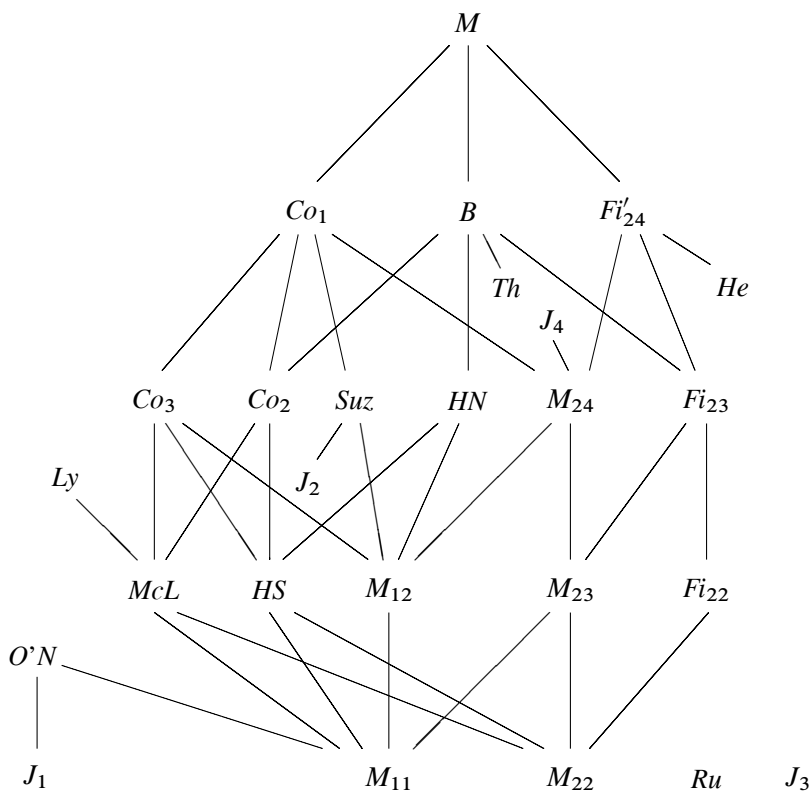 M
Co₁ B Fi′₂₄
Th He
J₄
Co₃ Co₂ Suz HN M₂₄ Fi₂₃
Ly J₂
McL HS M₁₂ M₂₃ Fi₂₂
O'N
J₁ M₁₁ M₂₂ Ru J₃